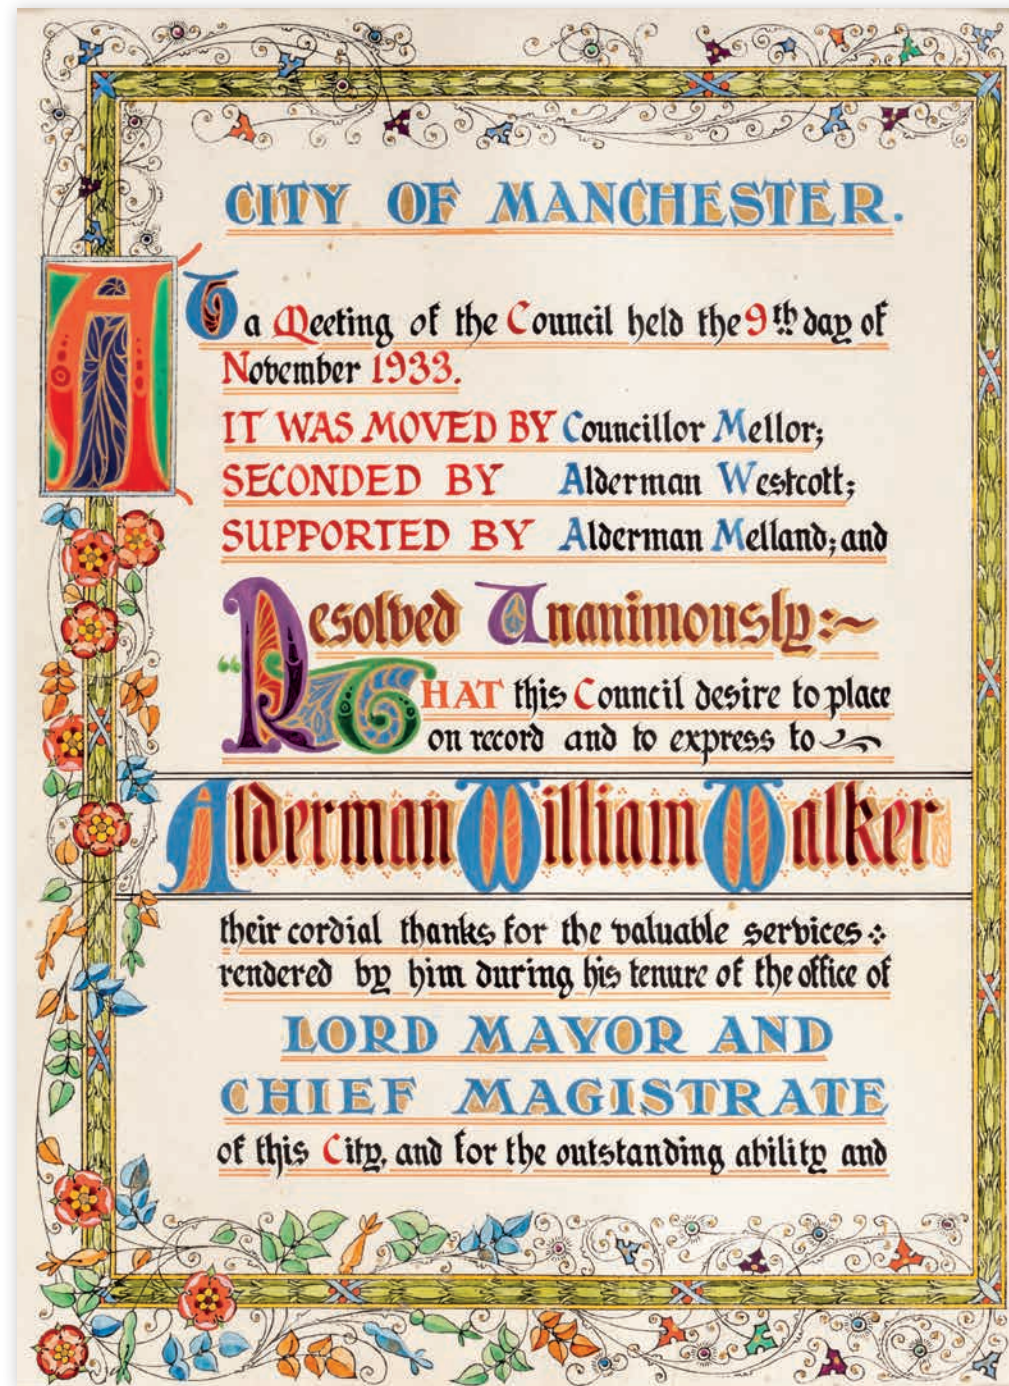 CITY OF MANCHESTER.
AT a Meeting of the Council held the 9th day of
November 1933.
IT WAS MOVED BY Councillor Mellor;
SECONDED BY Alderman Westcott;
SUPPORTED BY Alderman Melland; and
Resolved Unanimously:~
"THAT this Council desire to place
on record and to express to
Alderman William Walker
their cordial thanks for the valuable services
rendered by him during his tenure of the office of
LORD MAYOR AND
CHIEF MAGISTRATE
of this City, and for the outstanding ability and